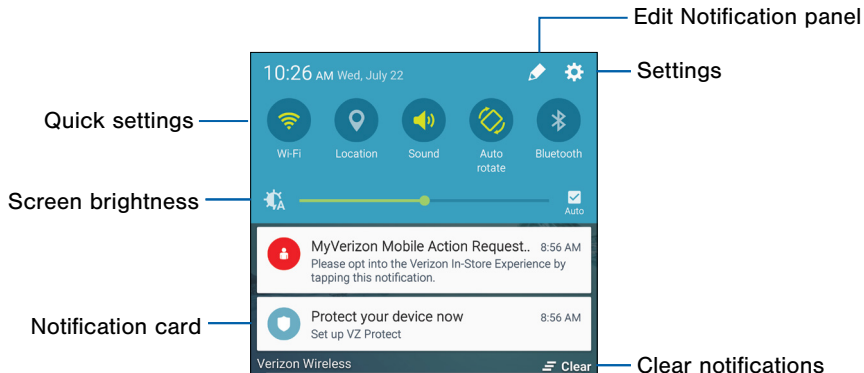 Edit Notification panel
10:26 AM Wed, July 22
Settings
Quick settings
Wi-Fi
Location
Sound
Auto
rotate
Bluetooth
Screen brightness
A
Auto
MyVerizon Mobile Action Request.. 8:56 AM
Please opt into the Verizon In-Store Experience by
tapping this notification.
Notification card
Protect your device now 8:56 AM
Set up VZ Protect
Verizon Wireless
Clear
Clear notifications